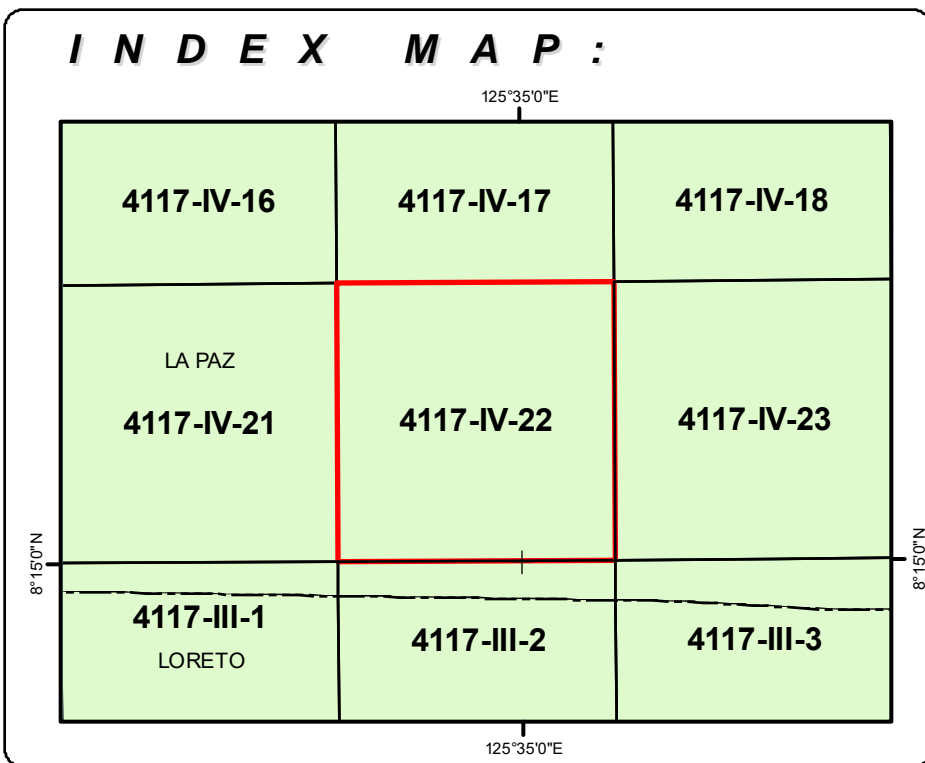 INDEX MAP:
125°35'0"E
4117-IV-16 4117-IV-17 4117-IV-18
LA PAZ
4117-IV-21 4117-IV-22 4117-IV-23
8°15'0"N 8°15'0"N
4117-III-1 4117-III-2 4117-III-3
LORETO
125°35'0"E